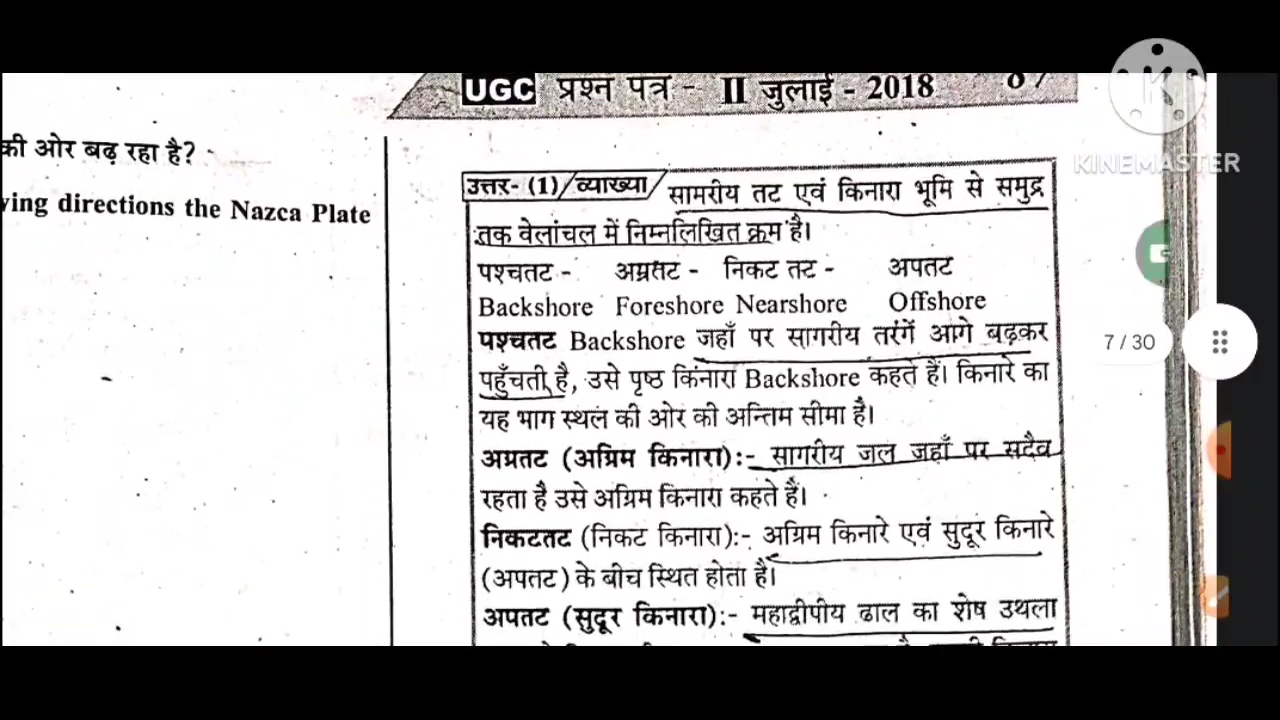 UGC प्रश्न पत्र - II जुलाई - 2018
KINEMASTER
की ओर बढ़ रहा है?
ving directions the Nazca Plate
उत्तर- (1)/व्याख्या/ सामरीय तट एवं किनारा भूमि से समुद्र
तक वेलांचल में निम्नलिखित क्रम है।
पश्चतट - अग्रतट - निकट तट - अपतट
Backshore Foreshore Nearshore Offshore
पश्चतट Backshore जहाँ पर सागरीय तरंगें आगे बढ़कर
पहुँचती है, उसे पृष्ठ किनारा Backshore कहते हैं। किनारे का
यह भाग स्थल की ओर की अन्तिम सीमा है।
अग्रतट (अग्रिम किनारा):- सागरीय जल जहाँ पर सदैव
रहता है उसे अग्रिम किनारा कहते हैं।
निकटतट (निकट किनारा):- अग्रिम किनारे एवं सुदूर किनारे
(अपतट) के बीच स्थित होता है।
अपतट (सुदूर किनारा):- महाद्वीपीय ढाल का शेष उथला
7 / 30